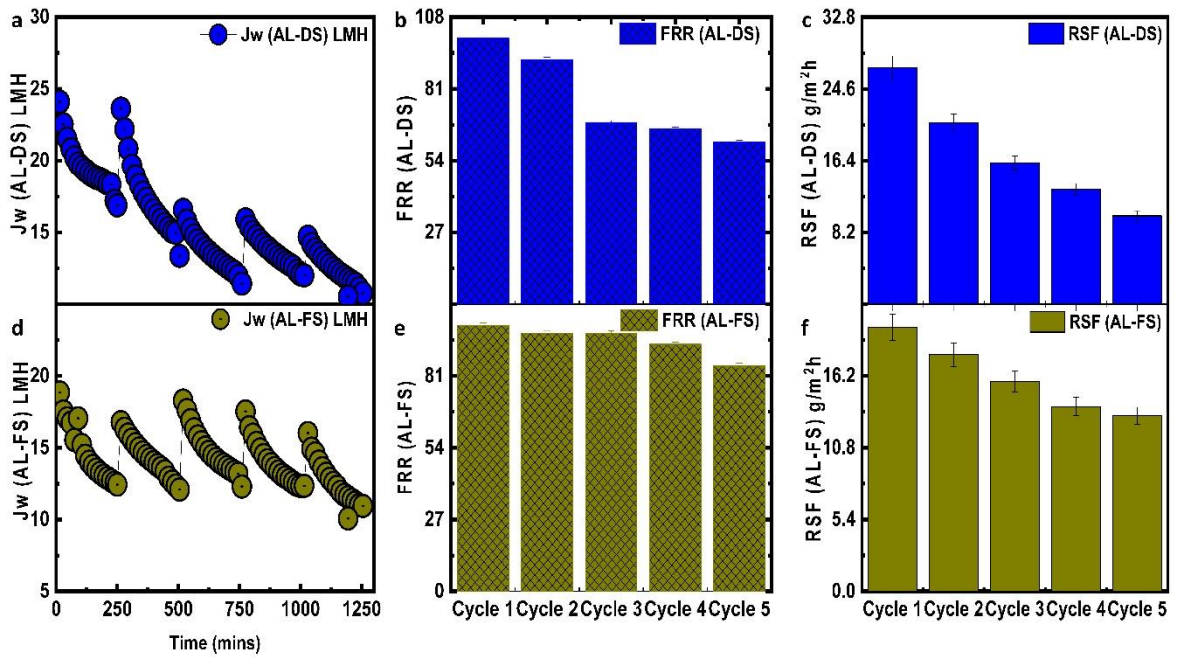 a
Jw (AL-DS) LMH
30
25
20
15
Jw (AL-DS) LMH
b
FRR (AL-DS)
108
81
54
27
FRR (AL-DS)
c
RSF (AL-DS)
32.8
24.6
16.4
8.2
RSF (AL-DS) g/m²h
d
Jw (AL-FS) LMH
20
15
10
5
Jw (AL-FS) LMH
0 250 500 750 1000 1250
Time (mins)
e
FRR (AL-FS)
0
81
54
27
0
FRR (AL-FS)
Cycle 1 Cycle 2 Cycle 3 Cycle 4 Cycle 5
f
RSF (AL-FS)
0
16.2
10.8
5.4
0.0
RSF (AL-FS) g/m²h
Cycle 1 Cycle 2 Cycle 3 Cycle 4 Cycle 5